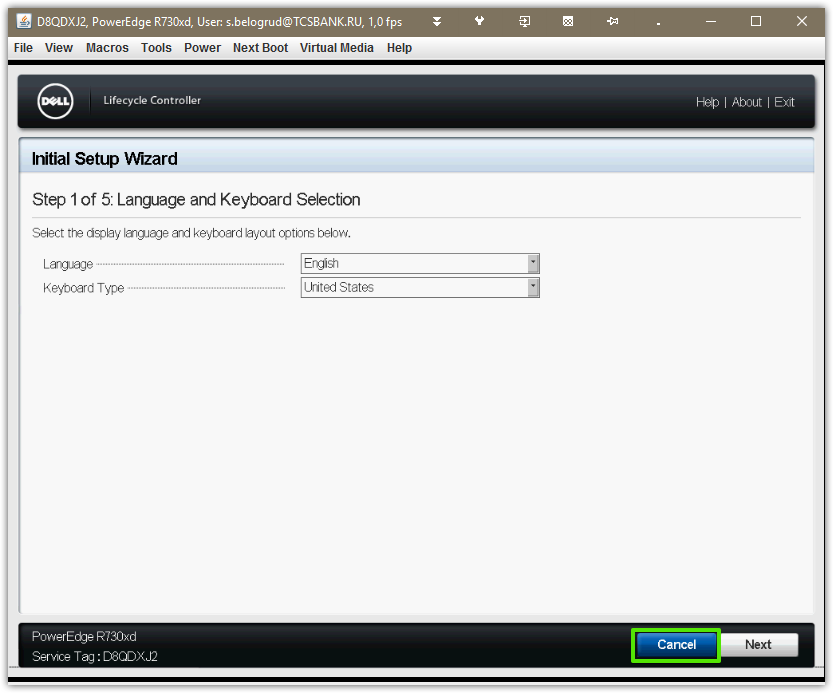 D8QDXJ2, PowerEdge R730xd, User: s.belogrud@TCSBANK.RU, 1,0 fps
File View Macros Tools Power Next Boot Virtual Media Help
DELL Lifecycle Controller Help | About | Exit
Initial Setup Wizard
Step 1 of 5: Language and Keyboard Selection
Select the display language and keyboard layout options below.
Language English
Keyboard Type United States
PowerEdge R730xd
Service Tag : D8QDXJ2
Cancel Next